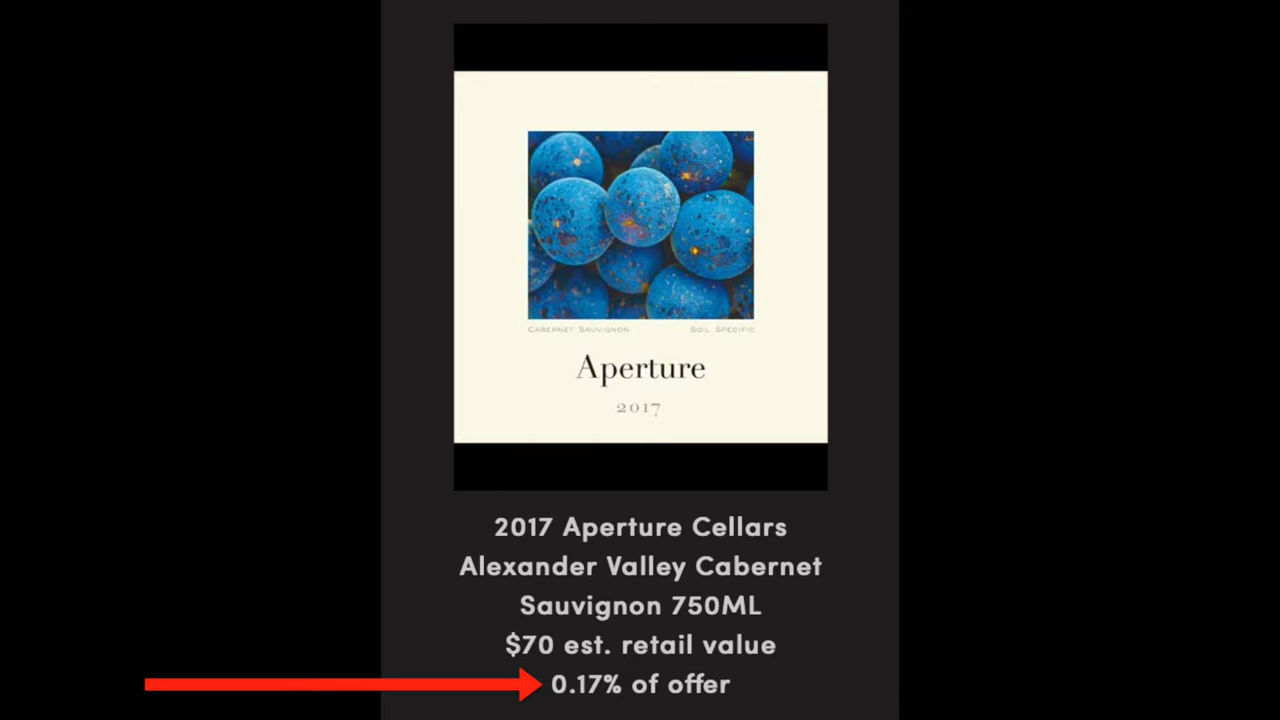 CABERNET SAUVIGNON SOIL SPECIFIC
Aperture
2017
2017 Aperture Cellars
Alexander Valley Cabernet
Sauvignon 750ML
$70 est. retail value
0.17% of offer